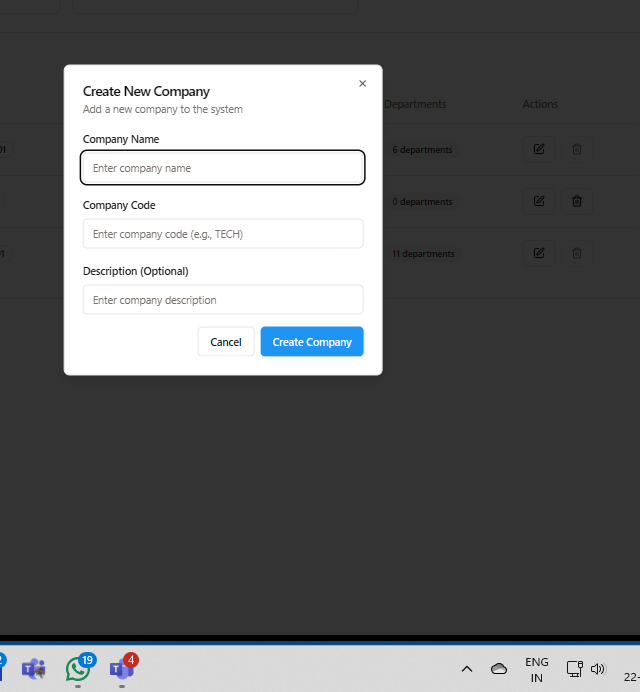 Create New Company
Add a new company to the system
Company Name
Enter company name
Company Code
Enter company code (e.g., TECH)
Description (Optional)
Enter company description
Cancel
Create Company
Departments
Actions
6 departments
0 departments
11 departments
19
4
ENG
IN
22-